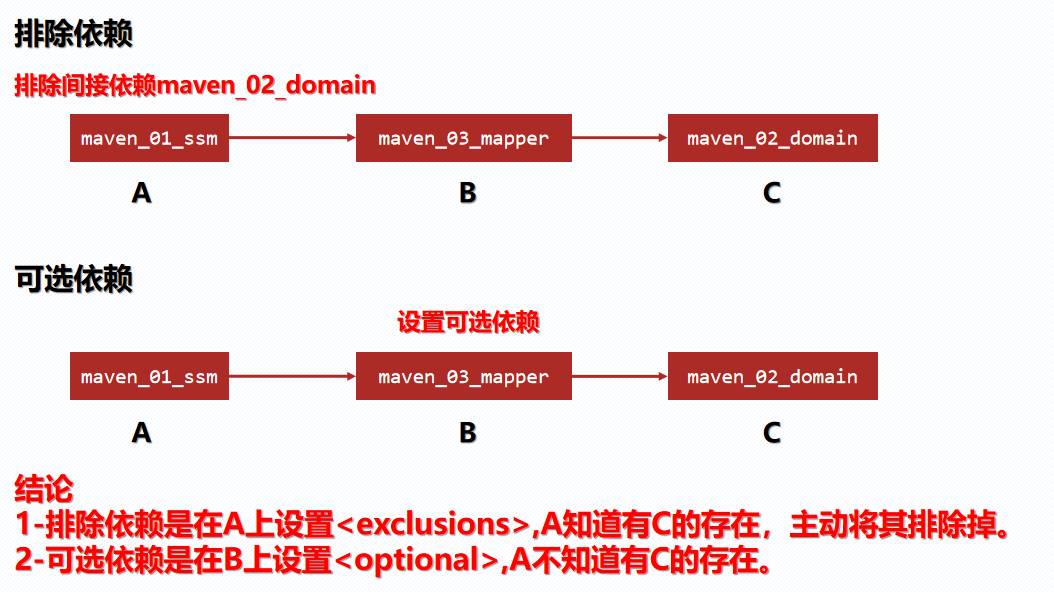 排除依赖
排除间接依赖maven_02_domain
maven_01_ssm
maven_03_mapper
maven_02_domain
A
B
C
可选依赖
设置可选依赖
maven_01_ssm
maven_03_mapper
maven_02_domain
A
B
C
结论
1-排除依赖是在A上设置<exclusions>,A知道有C的存在，主动将其排除掉。
2-可选依赖是在B上设置<optional>,A不知道有C的存在。